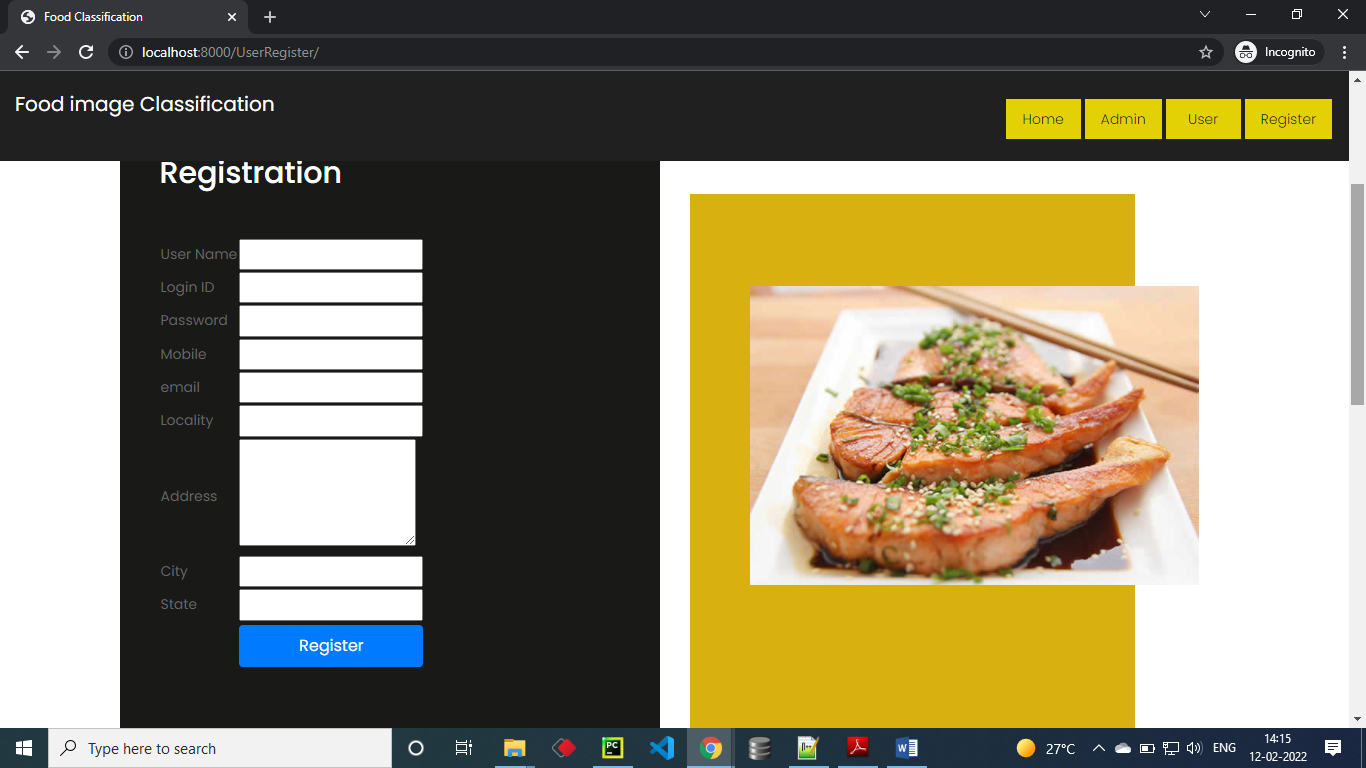 Food Classification
localhost:8000/UserRegister/
Incognito
Food image Classification
Home Admin User Register
Registration
User Name
Login ID
Password
Mobile
email
Locality
Address
City
State
Register
Type here to search
PC
27°C
ENG
14:15
12-02-2022